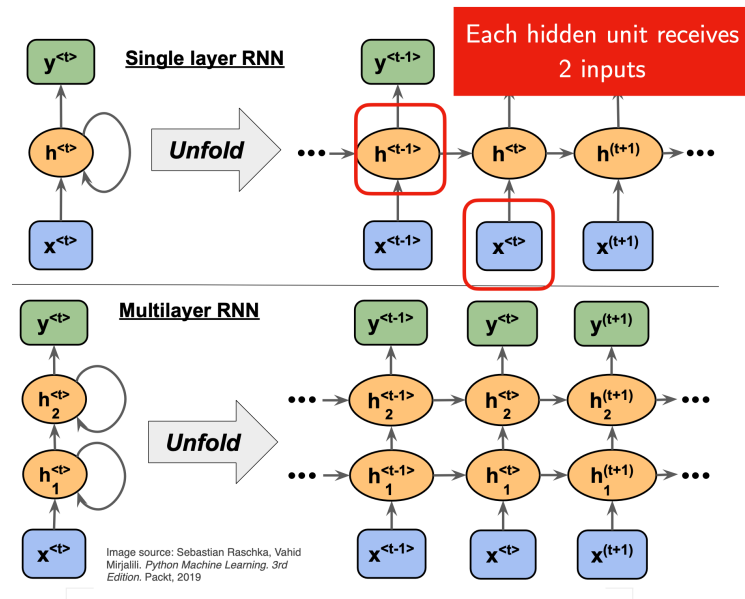 Each hidden unit receives
2 inputs
Single layer RNN
y<t>
h<t>
x<t>
Unfold
y<t-1>
••• h<t-1> h<t> h(t+1) •••
x<t-1> x<t> x(t+1)
Multilayer RNN
y<t>
h2<t>
h1<t>
x<t>
Unfold
y<t-1> y<t> y(t+1)
••• h2<t-1> h2<t> h2(t+1) •••
••• h1<t-1> h1<t> h1(t+1) •••
x<t-1> x<t> x(t+1)
Image source: Sebastian Raschka, Vahid
Mirjalili. Python Machine Learning. 3rd
Edition. Packt, 2019